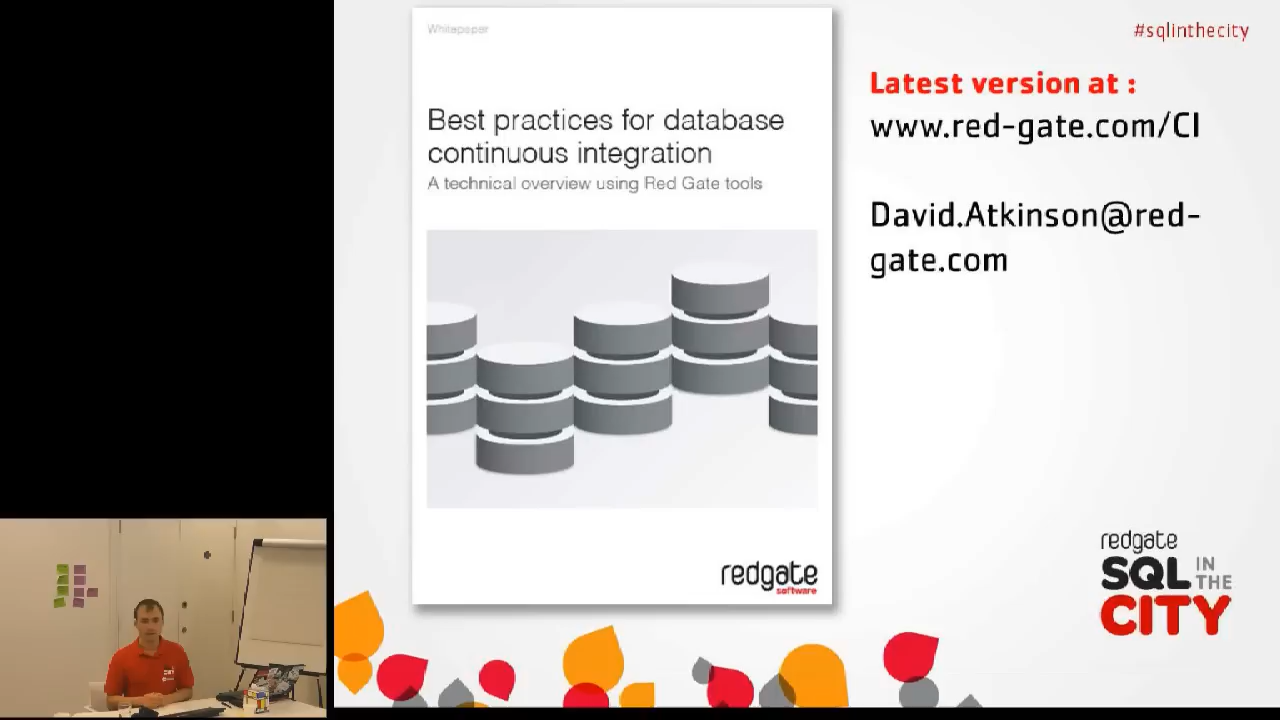 Whitepaper
Best practices for database
continuous integration
A technical overview using Red Gate tools
redgate
software
#sqlinthecity
Latest version at :
www.red-gate.com/CI
David.Atkinson@red-
gate.com
redgate
SQL IN
THE
CITY